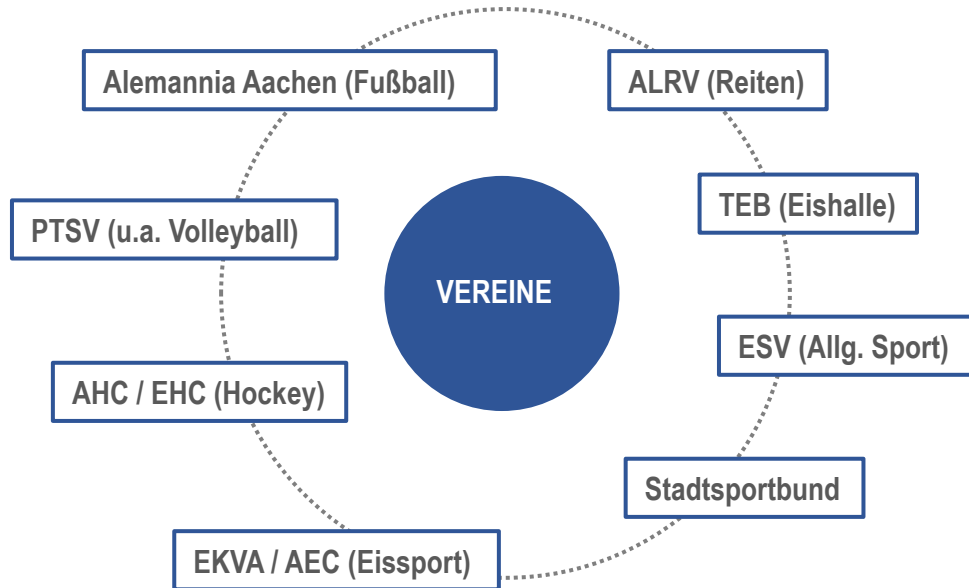 Alemannia Aachen (Fußball)
ALRV (Reiten)
PTSV (u.a. Volleyball)
TEB (Eishalle)
VEREINE
ESV (Allg. Sport)
AHC / EHC (Hockey)
Stadtsportbund
EKVA / AEC (Eissport)